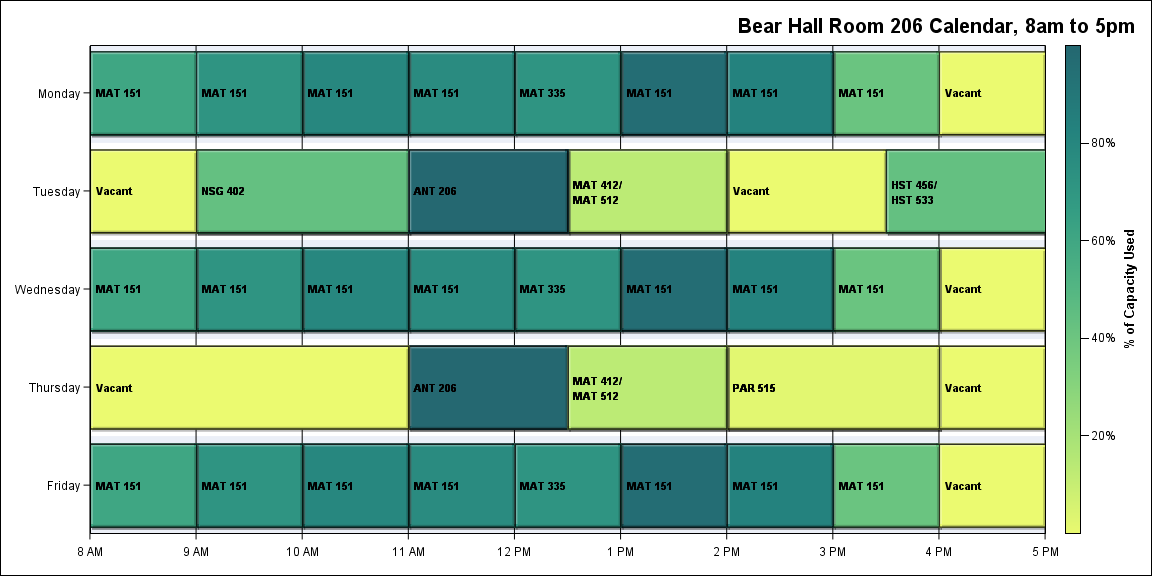 Bear Hall Room 206 Calendar, 8am to 5pm
Monday
MAT 151
MAT 151
MAT 151
MAT 151
MAT 335
MAT 151
MAT 151
MAT 151
Vacant
Tuesday
Vacant
NSG 402
ANT 206
MAT 412/
MAT 512
Vacant
HST 456/
HST 533
Wednesday
MAT 151
MAT 151
MAT 151
MAT 151
MAT 335
MAT 151
MAT 151
MAT 151
Vacant
Thursday
Vacant
ANT 206
MAT 412/
MAT 512
PAR 515
Vacant
Friday
MAT 151
MAT 151
MAT 151
MAT 151
MAT 335
MAT 151
MAT 151
MAT 151
Vacant
8 AM
9 AM
10 AM
11 AM
12 PM
1 PM
2 PM
3 PM
4 PM
5 PM
80%
60%
40%
20%
% of Capacity Used